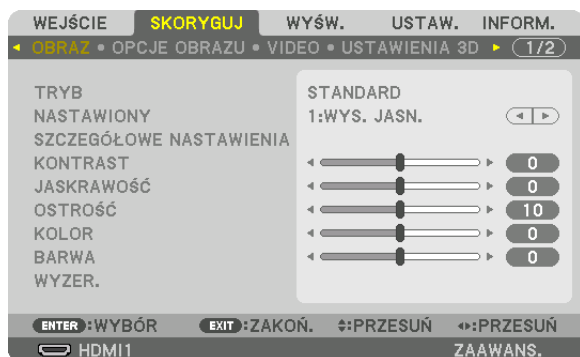 WEJŚCIE SKORYGUJ WYŚW. USTAW. INFORM.
OBRAZ • OPCJE OBRAZU • VIDEO • USTAWIENIA 3D 1/2
TRYB STANDARD
NASTAWIONY 1:WYS. JASN.
SZCZEGÓŁOWE NASTAWIENIA
KONTRAST 0
JASKRAWOŚĆ 0
OSTROŚĆ 10
KOLOR 0
BARWA 0
WYZER.
ENTER :WYBÓR EXIT :ZAKOŃ. :PRZESUŃ :PRZESUŃ
HDMI1 ZAAWANS.